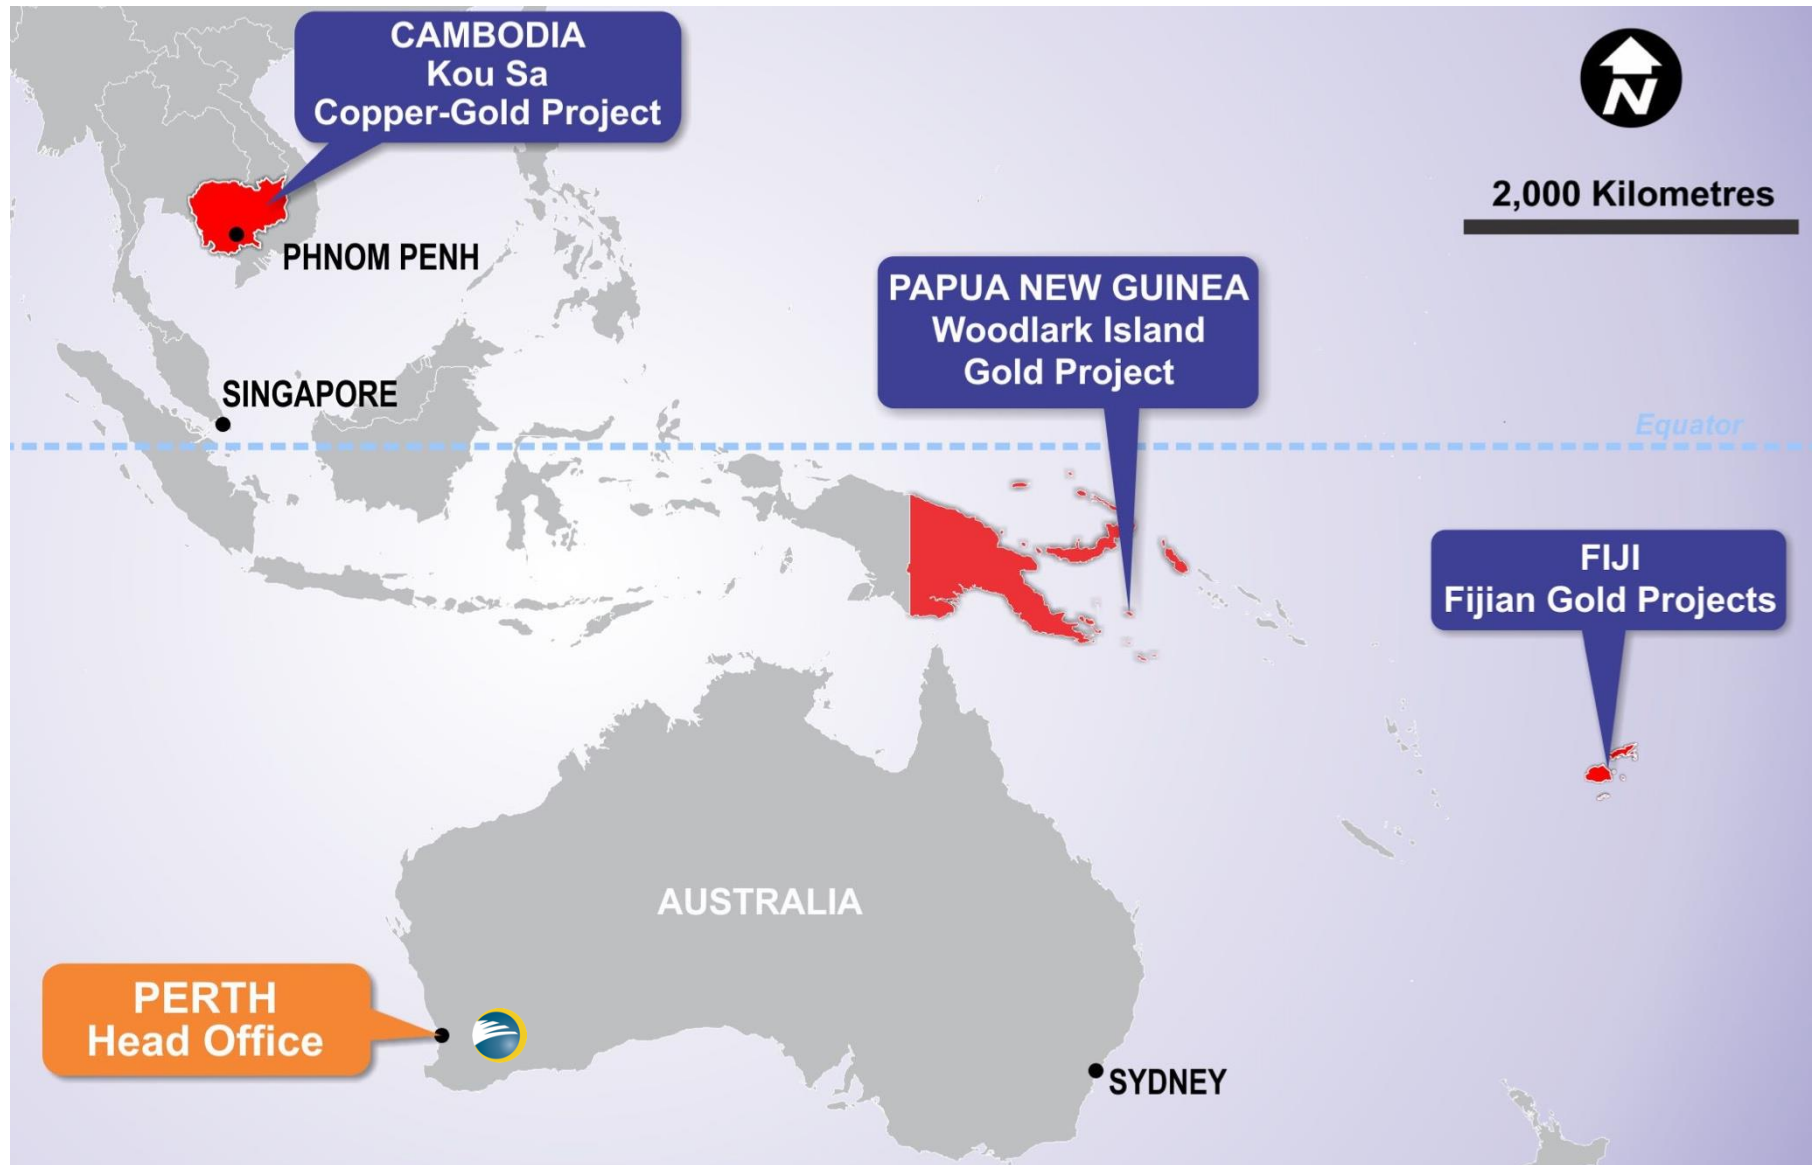 CAMBODIA
Kou Sa
Copper-Gold Project
N
2,000 Kilometres
PHNOM PENH
PAPUA NEW GUINEA
Woodlark Island
Gold Project
SINGAPORE
Equator
FIJI
Fijian Gold Projects
AUSTRALIA
PERTH
Head Office
SYDNEY